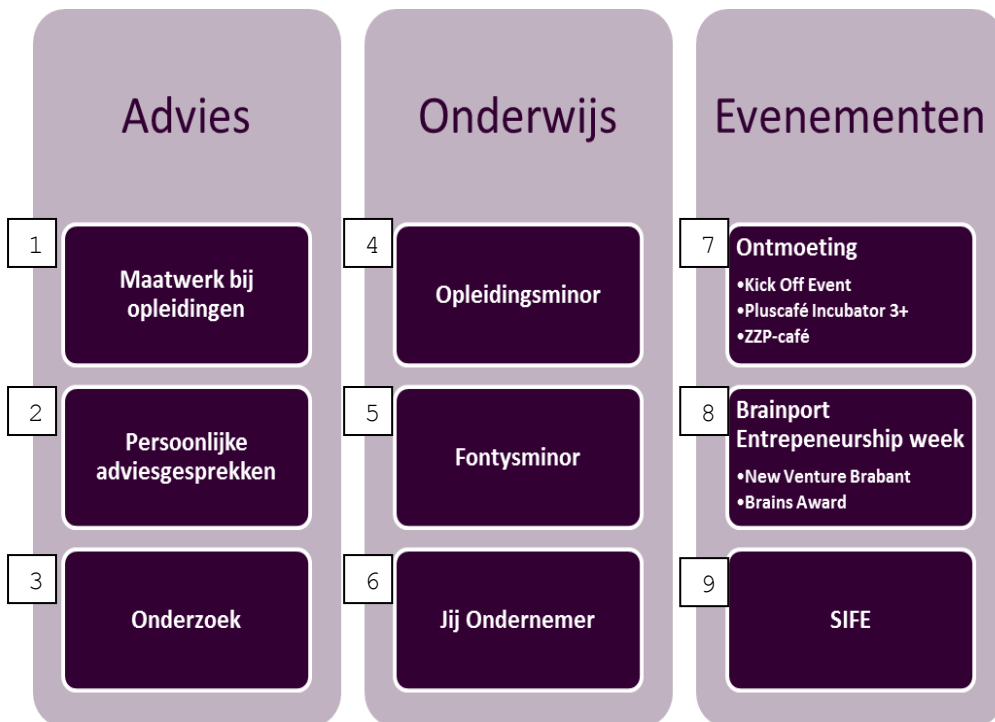 Advies
1
Maatwerk bij
opleidingen
2
Persoonlijke
adviesgesprekken
3
Onderzoek
Onderwijs
4
Opleidingsminor
5
Fontysminor
6
Jij Ondernemer
Evenementen
7
Ontmoeting
•Kick Off Event
•Pluscafé Incubator 3+
•ZZP-café
8
Brainport
Entrepeneurship week
•New Venture Brabant
•Brains Award
9
SIFE